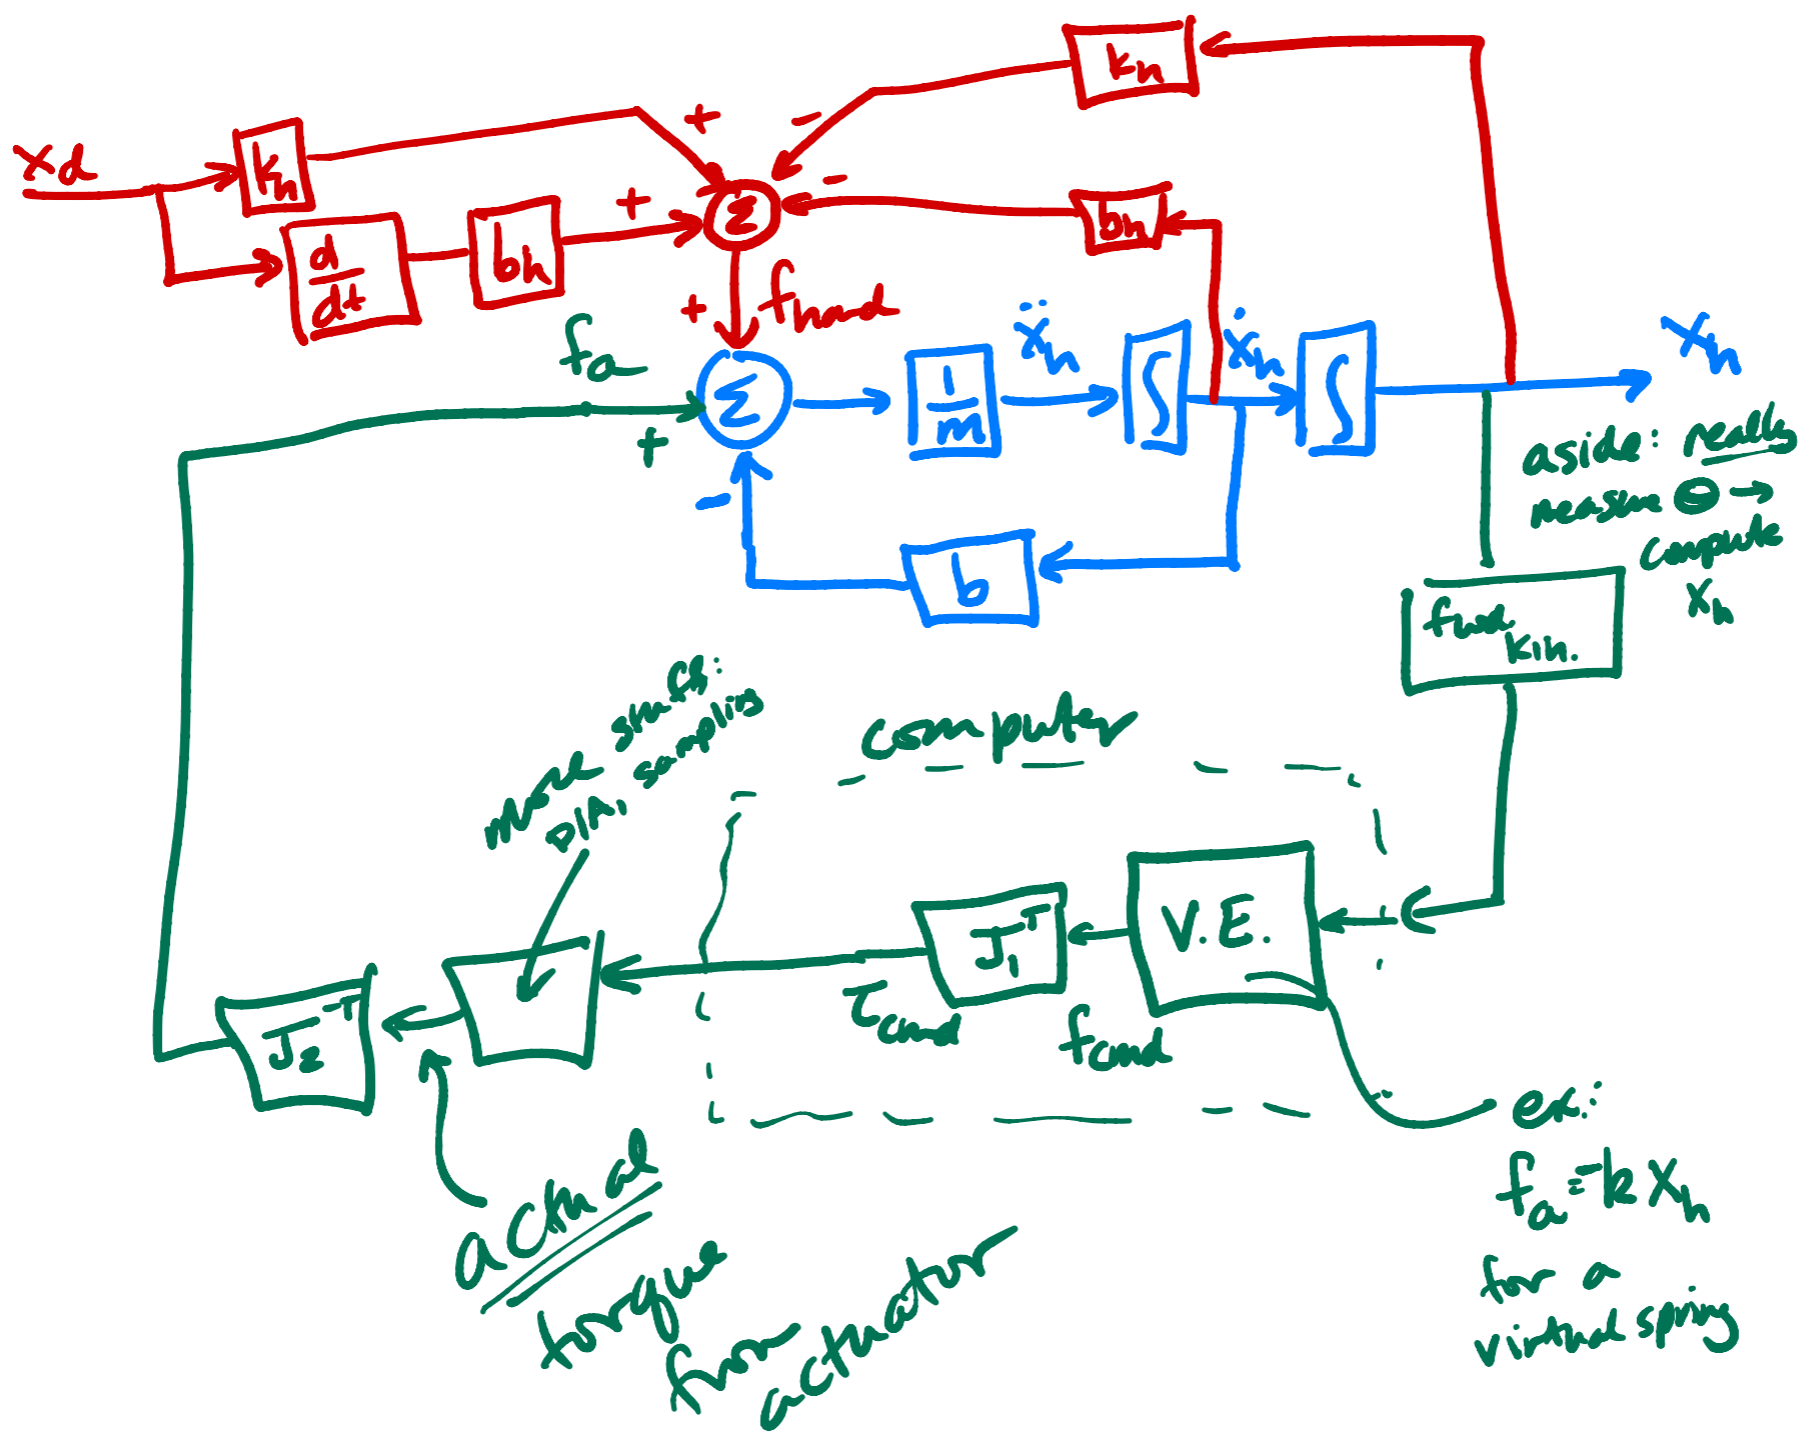 kh
xd
kh
+
-
-
Σ
+
bh
d
dt
bh
+
fhand
fa
ẍh
ẋh
xh
+
Σ
1
m
∫
∫
-
b
aside: really
measure θ →
compute
xh
fwd
kin.
more stuff:
D/A, sampling
computer
V.E.
J₁ᵀ
τcmd
fcmd
J₂⁻ᵀ
ex.:
fa = -k xh
for a
virtual spring
actual
torque
from
actuator